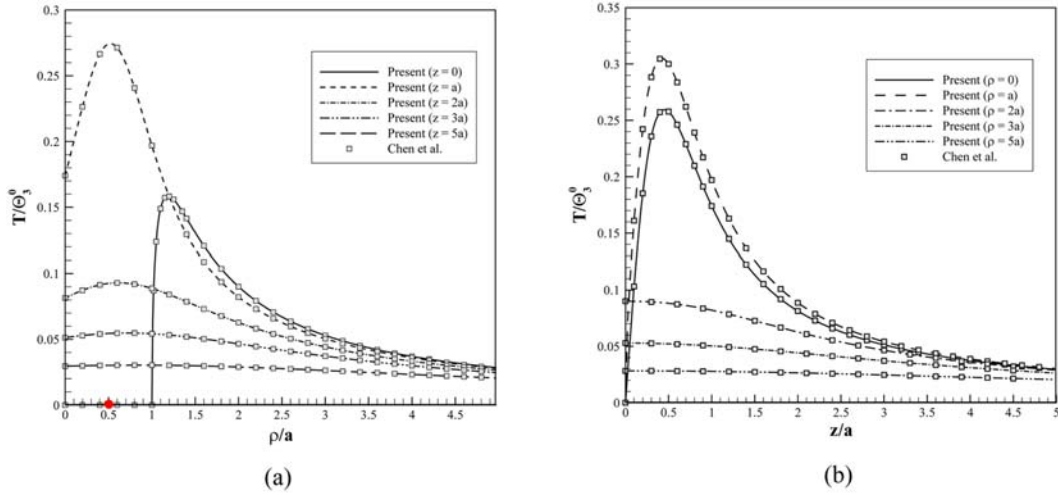 0.3
0.25
0.2
0.15
0.1
0.05
0
T/Θ₃⁰
Present (z = 0)
Present (z = a)
Present (z = 2a)
Present (z = 3a)
Present (z = 5a)
Chen et al.
0 0.5 1 1.5 2 2.5 3 3.5 4 4.5
ρ/a
(a)
0.35
0.3
0.25
0.2
0.15
0.1
0.05
0
T/Θ₃⁰
Present (ρ = 0)
Present (ρ = a)
Present (ρ = 2a)
Present (ρ = 3a)
Present (ρ = 5a)
Chen et al.
0 0.5 1 1.5 2 2.5 3 3.5 4 4.5 5
z/a
(b)